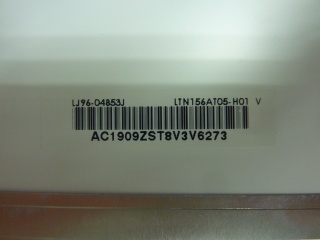 LJ96-04853J LTN156AT05-H01 V
AC1909ZST8V3V6273